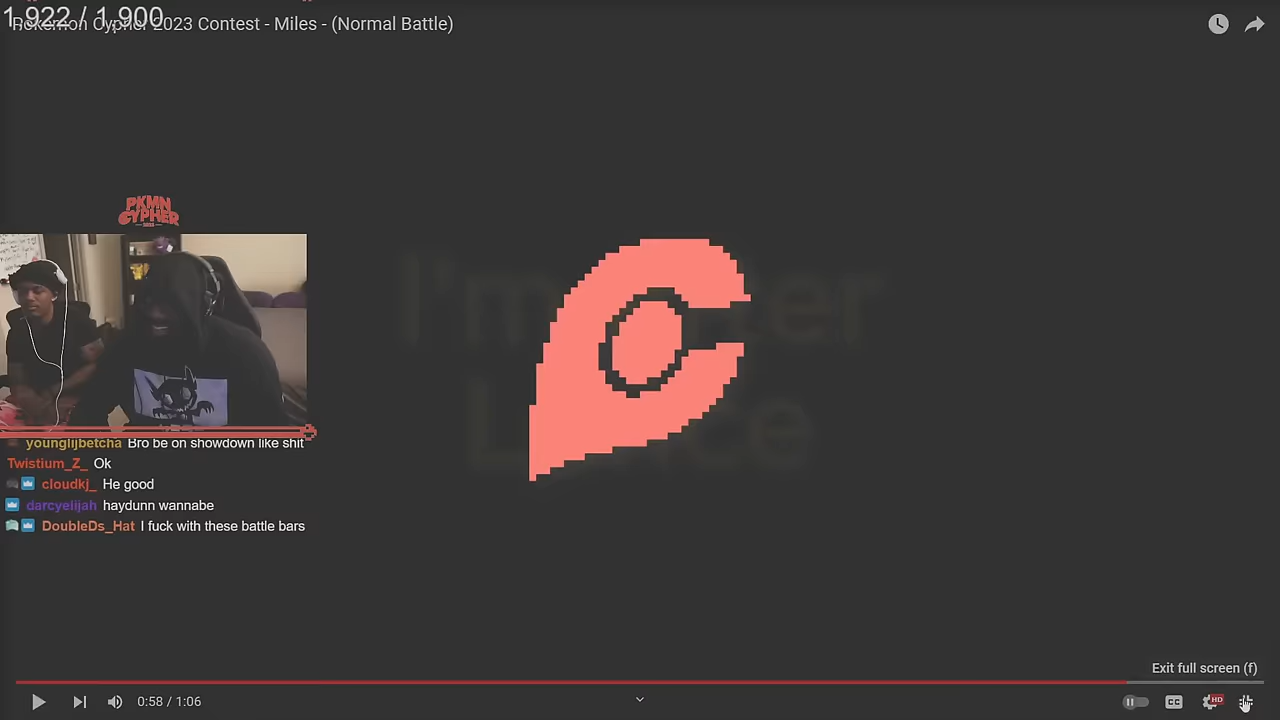 1,922 / 1,900
Pokemon Cypher 2023 Contest - Miles - (Normal Battle)
PKMN
CYPHER
I'm
Exit full screen (f)
younglijbetcha Bro be on showdown like shit
Twistium_Z_ Ok
cloudkj_ He good
darcyelijah haydunn wannabe
DoubleDs_Hat I fuck with these battle bars
0:58 / 1:06
CC
HD